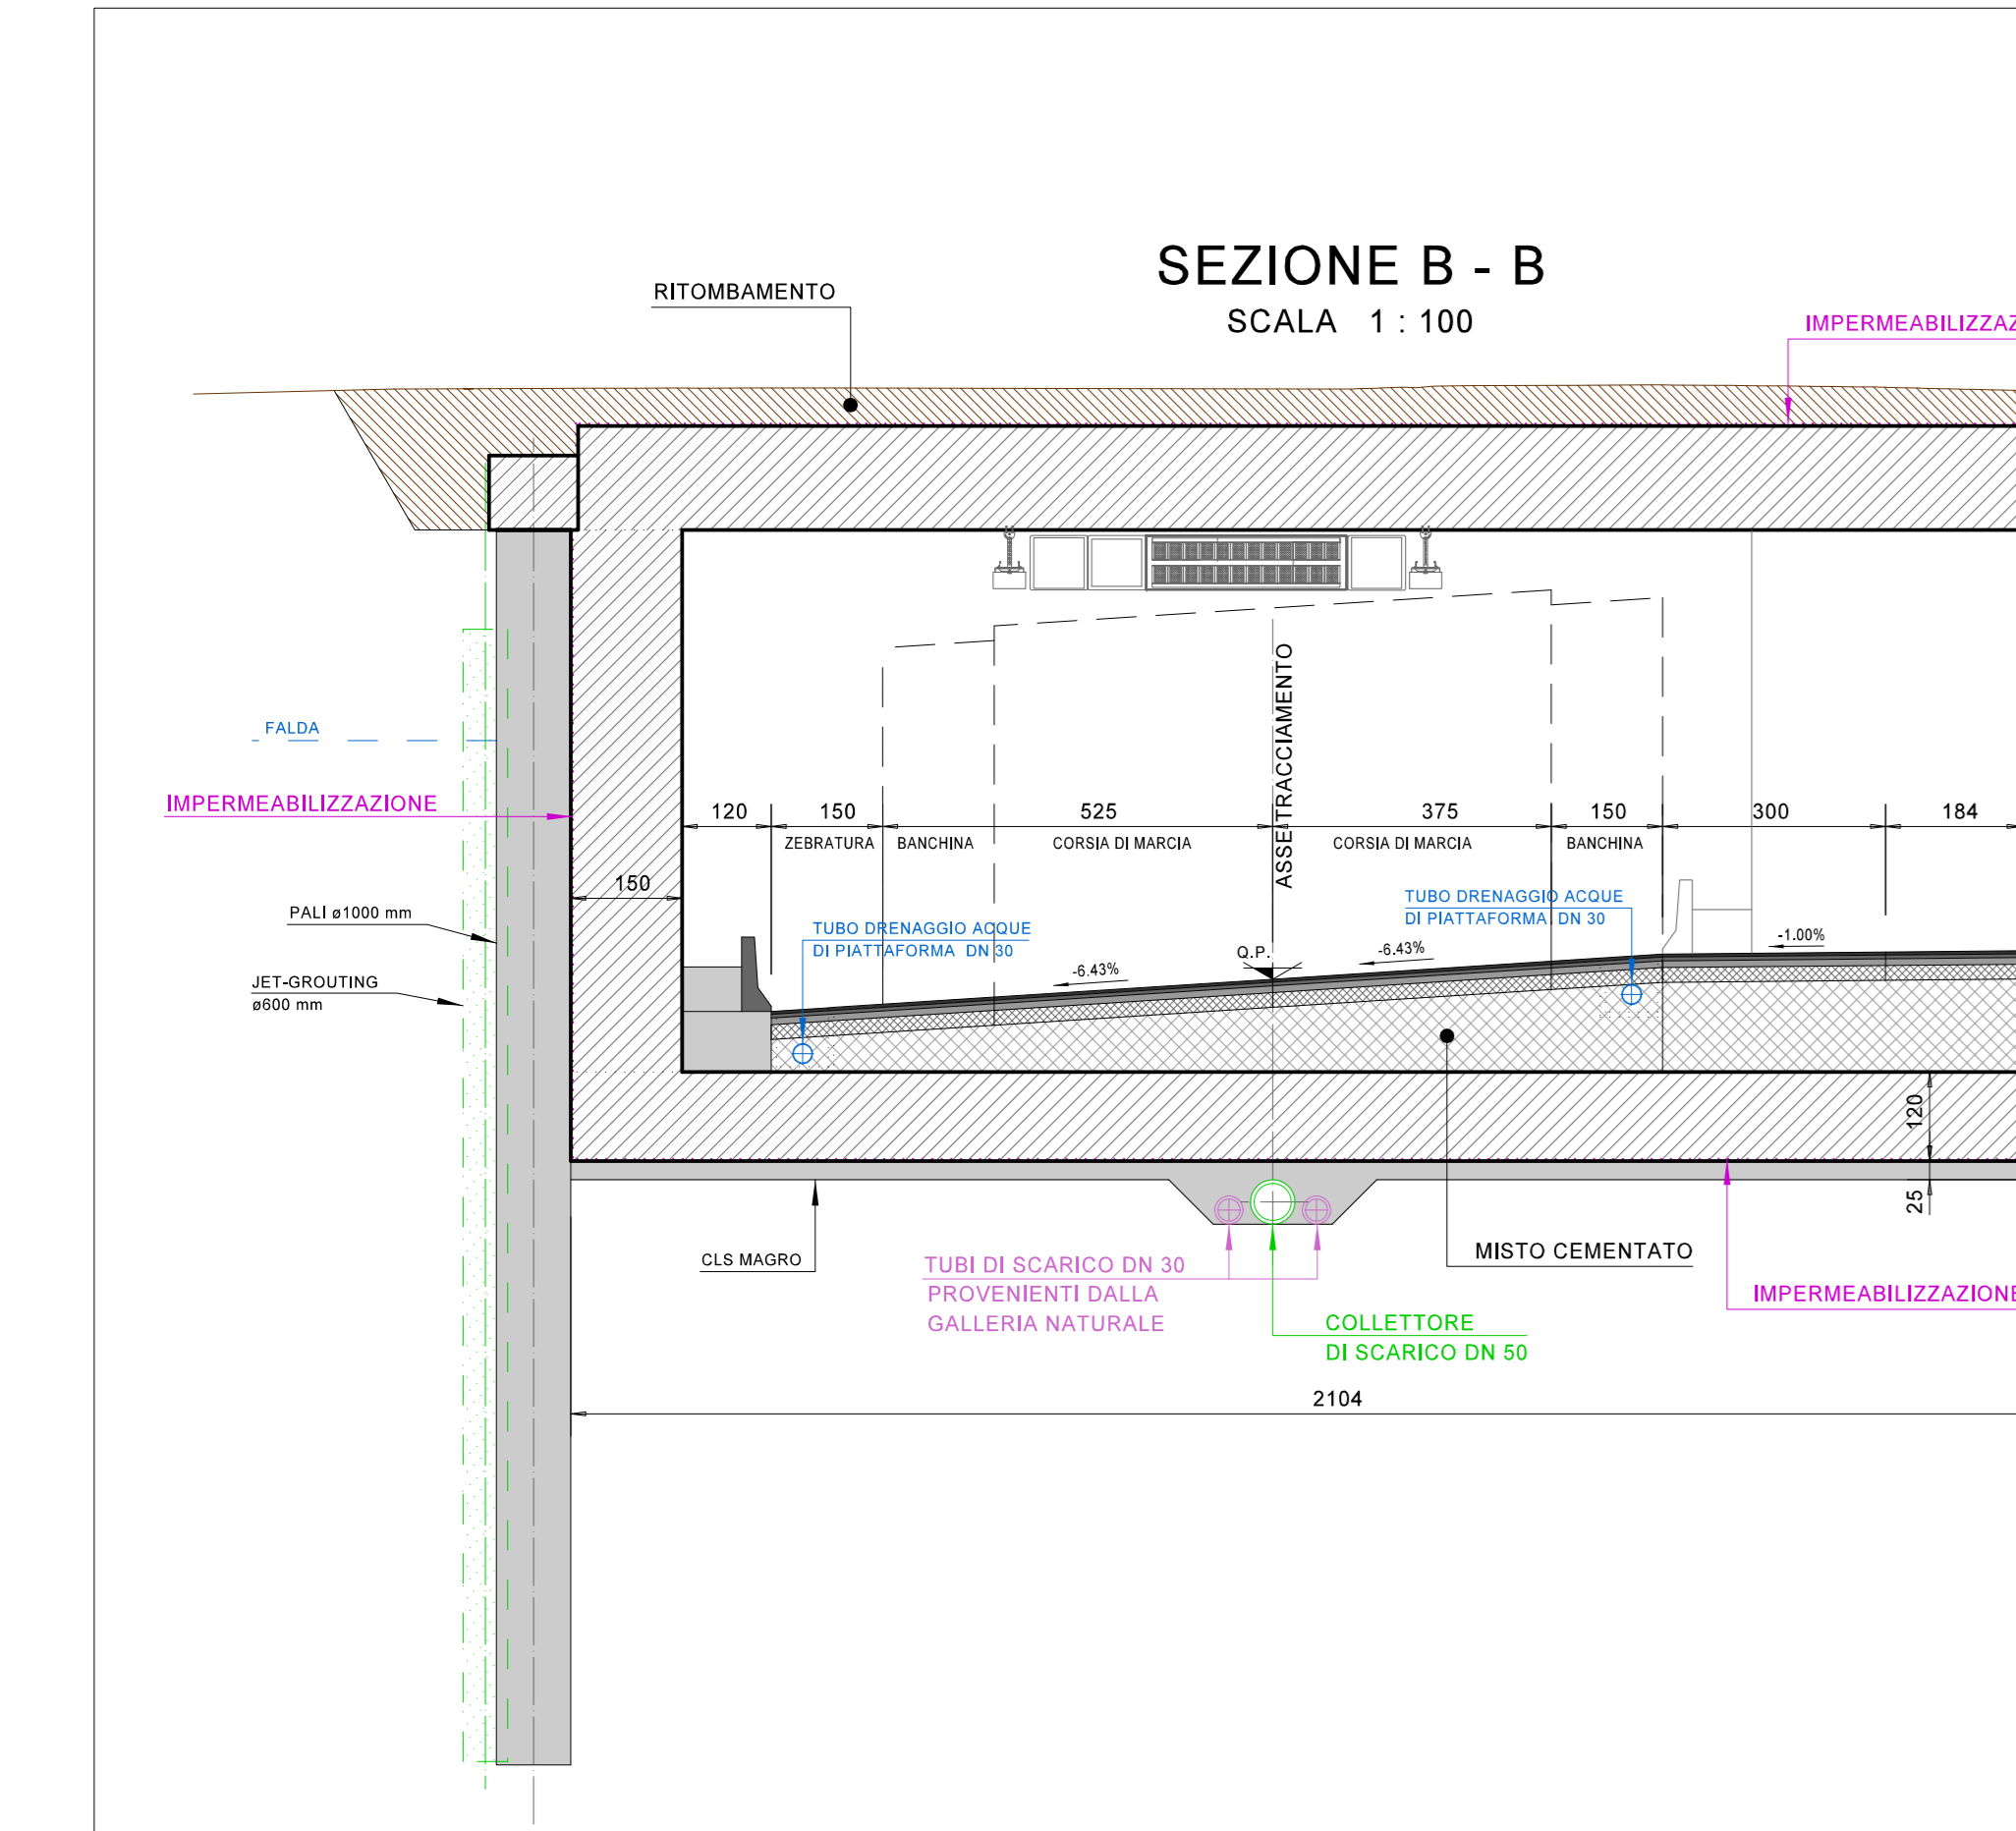 SEZIONE B - B
SCALA 1 : 100
RITOMBAMENTO
IMPERMEABILIZZAZ
FALDA
IMPERMEABILIZZAZIONE
PALI ø1000 mm
JET-GROUTING
ø600 mm
ASSE TRACCIAMENTO
120
150
525
375
150
300
184
ZEBRATURA
BANCHINA
CORSIA DI MARCIA
CORSIA DI MARCIA
BANCHINA
150
TUBO DRENAGGIO ACQUE
DI PIATTAFORMA DN 30
TUBO DRENAGGIO ACQUE
DI PIATTAFORMA DN 30
Q.P.
-6.43%
-6.43%
-1.00%
120
25
CLS MAGRO
TUBI DI SCARICO DN 30
PROVENIENTI DALLA
GALLERIA NATURALE
COLLETTORE
DI SCARICO DN 50
MISTO CEMENTATO
IMPERMEABILIZZAZIONE
2104